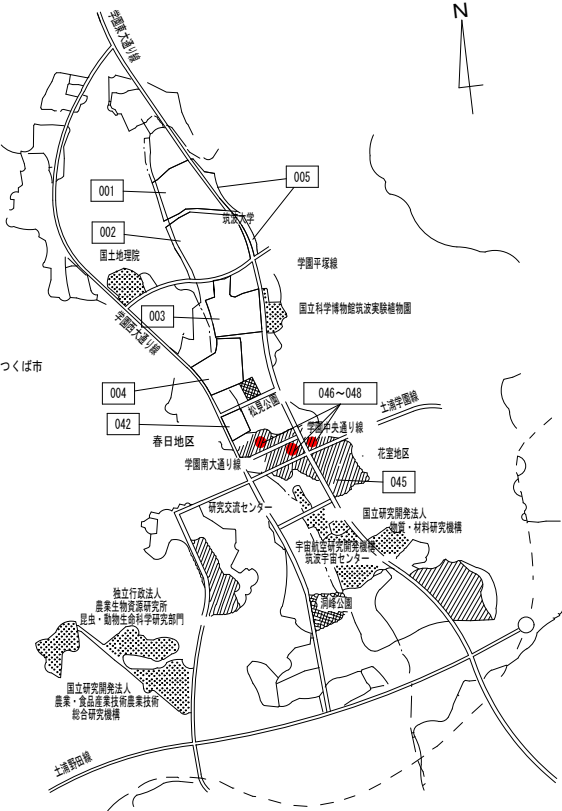 N
学園東大通り線
001
005
002
筑波大学
国土地理院
学園平塚線
003
国立科学博物館筑波実験植物園
学園西大通り線
つくば市
004
046〜048
土浦学園線
松見公園
042
学園中央通り線
春日地区
花室地区
学園南大通り線
045
研究交流センター
国立研究開発法人
物質・材料研究機構
宇宙航空研究開発機構
筑波宇宙センター
独立行政法人
農業生物資源研究所
昆虫・動物生命科学研究部門
洞峰公園
国立研究開発法人
農業・食品産業技術農業技術
総合研究機構
土浦野田線